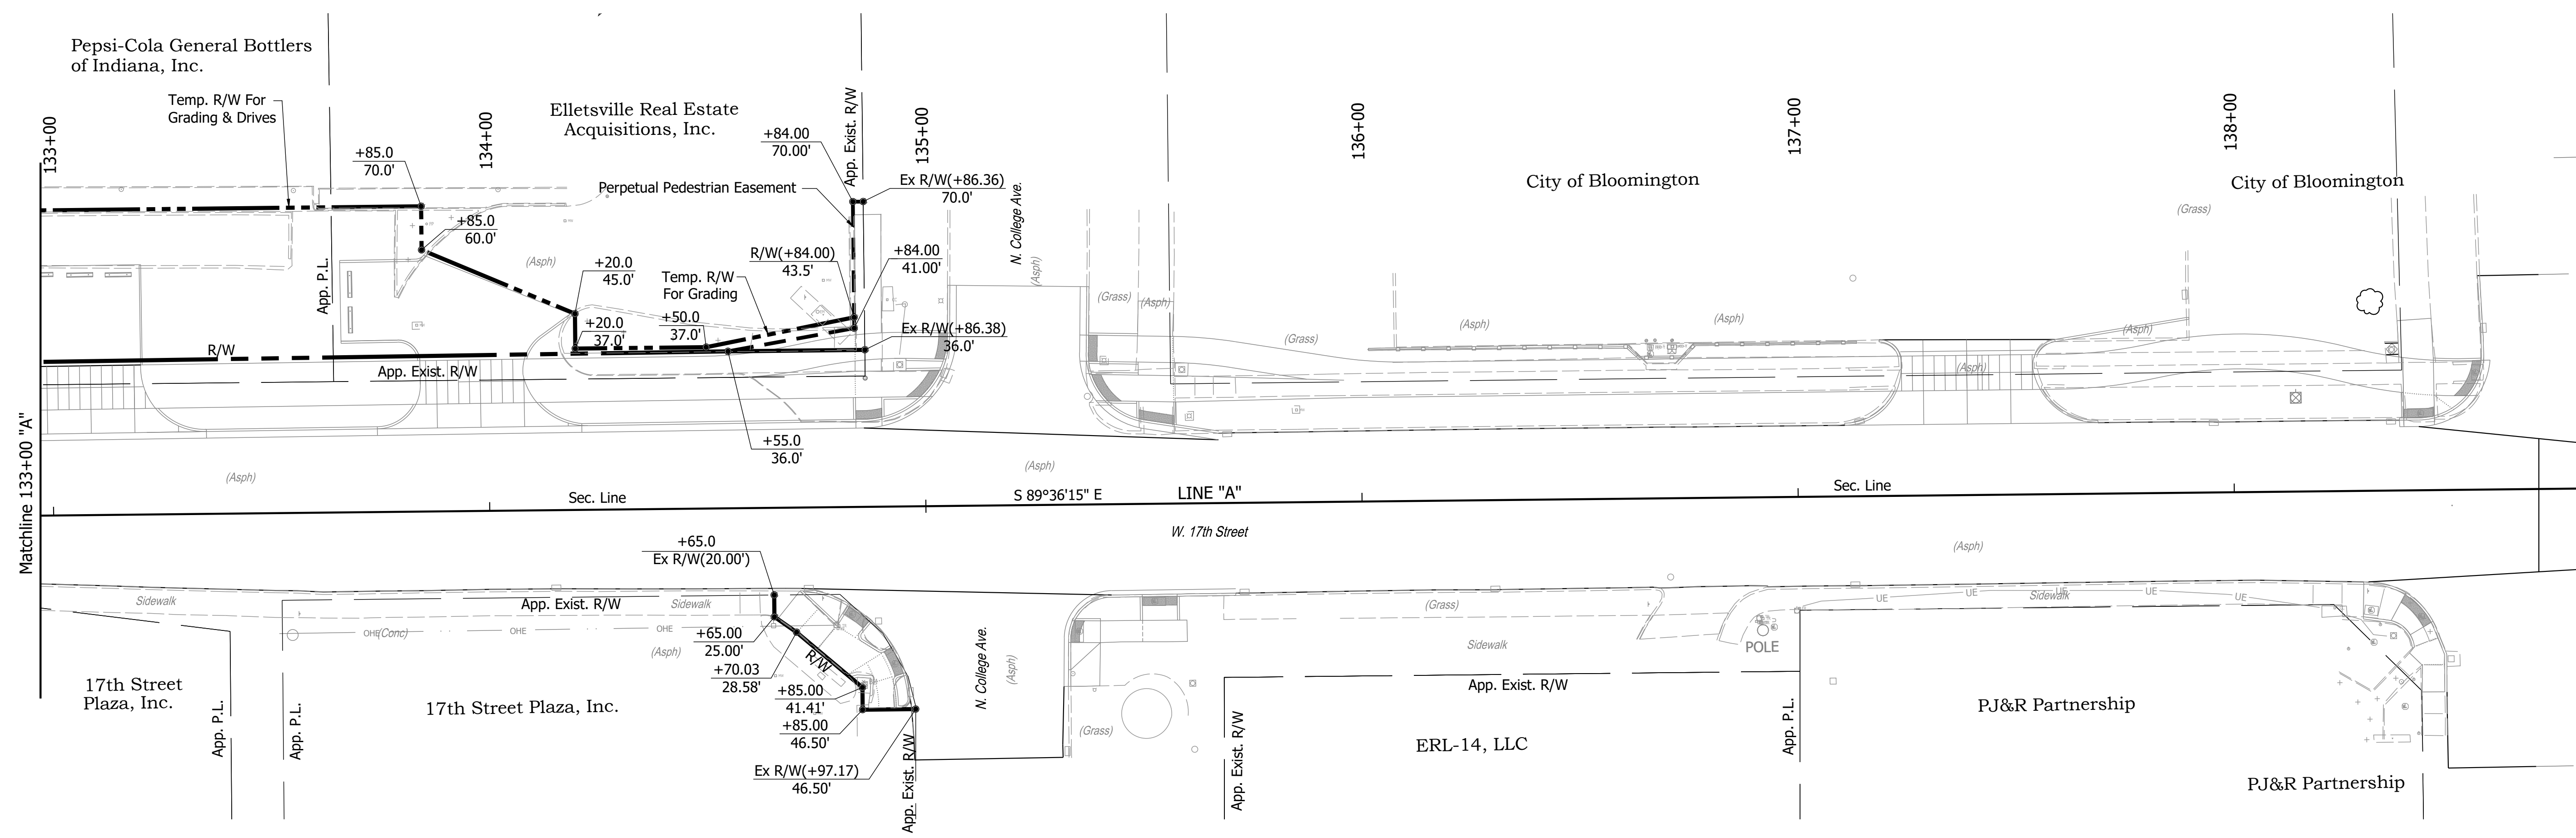 Pepsi-Cola General Bottlers
of Indiana, Inc.
Temp. R/W For
Grading & Drives
Elletsville Real Estate
Acquisitions, Inc.
133+00
134+00
135+00
136+00
137+00
138+00
+85.0
70.0'
+85.0
60.0'
App. P.L.
+84.00
70.00'
App. Exist. R/W
Perpetual Pedestrian Easement
Ex R/W(+86.36)
70.0'
N. College Ave.
(Asph)
City of Bloomington
City of Bloomington
(Grass)
(Asph)
+20.0
45.0'
+20.0
37.0'
Temp. R/W
For Grading
+50.0
37.0'
R/W(+84.00)
43.5'
+84.00
41.00'
Ex R/W(+86.38)
36.0'
+55.0
36.0'
(Grass)
(Asph)
(Grass)
(Asph)
(Asph)
(Asph)
(Asph)
R/W
App. Exist. R/W
Matchline 133+00 "A"
(Asph)
(Asph)
Sec. Line
S 89°36'15" E
LINE "A"
Sec. Line
W. 17th Street
(Asph)
+65.0
Ex R/W(20.00')
Sidewalk
App. Exist. R/W
Sidewalk
OHE
(Conc)
OHE
OHE
(Asph)
+65.00
25.00'
+70.03
28.58'
R/W
+85.00
41.41'
+85.00
46.50'
Ex R/W(+97.17)
46.50'
App. Exist. R/W
17th Street
Plaza, Inc.
App. P.L.
App. P.L.
17th Street Plaza, Inc.
N. College Ave.
(Asph)
(Grass)
(Grass)
Sidewalk
App. Exist. R/W
App. Exist. R/W
ERL-14, LLC
POLE
App. P.L.
UE
UE
UE
Sidewalk
UE
UE
PJ&R Partnership
PJ&R Partnership